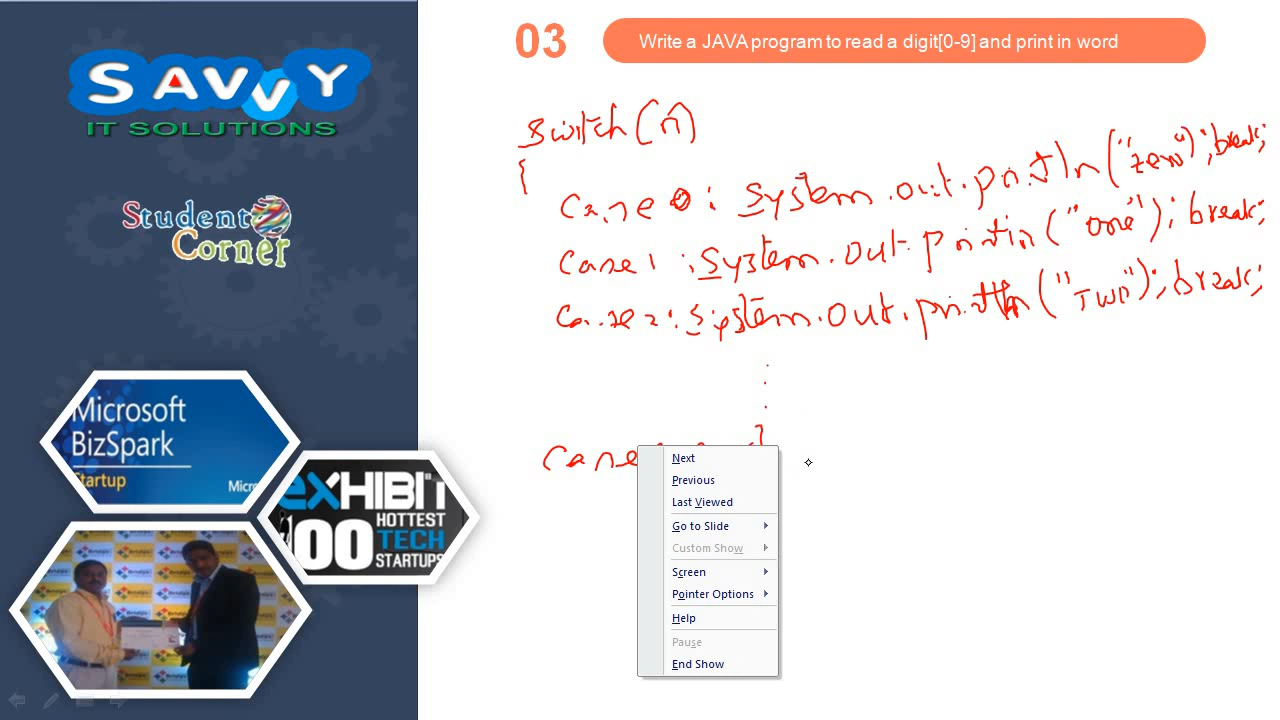 SAVVY
IT SOLUTIONS
Student
Corner
Microsoft
BizSpark
Startup
Micro
eXHIBIT
100 HOTTEST
TECH
STARTUPS
03
Write a JAVA program to read a digit[0-9] and print in word
switch(n)
{
case 0: System.out.println("zero"); break;
case 1 : System.out.println("one"); break;
case 2: System.out.println("Two"); break;
case
Next
Previous
Last Viewed
Go to Slide
Custom Show
Screen
Pointer Options
Help
Pause
End Show